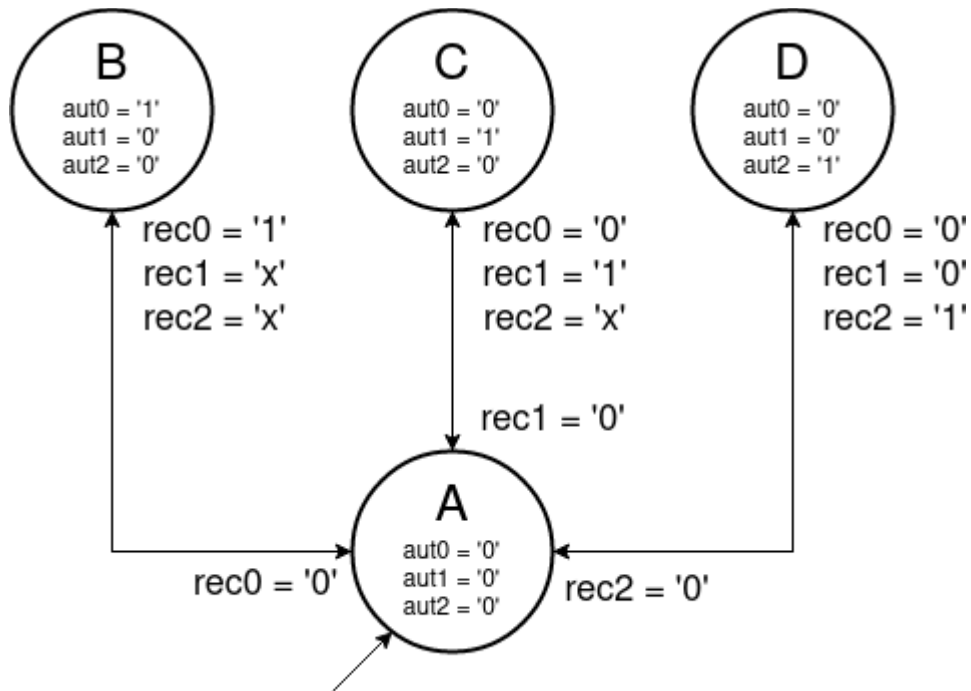 B
aut0 = '1'
aut1 = '0'
aut2 = '0'
C
aut0 = '0'
aut1 = '1'
aut2 = '0'
D
aut0 = '0'
aut1 = '0'
aut2 = '1'
rec0 = '1'
rec1 = 'x'
rec2 = 'x'
rec0 = '0'
rec1 = '1'
rec2 = 'x'
rec0 = '0'
rec1 = '0'
rec2 = '1'
rec1 = '0'
A
aut0 = '0'
aut1 = '0'
aut2 = '0'
rec0 = '0'
rec2 = '0'